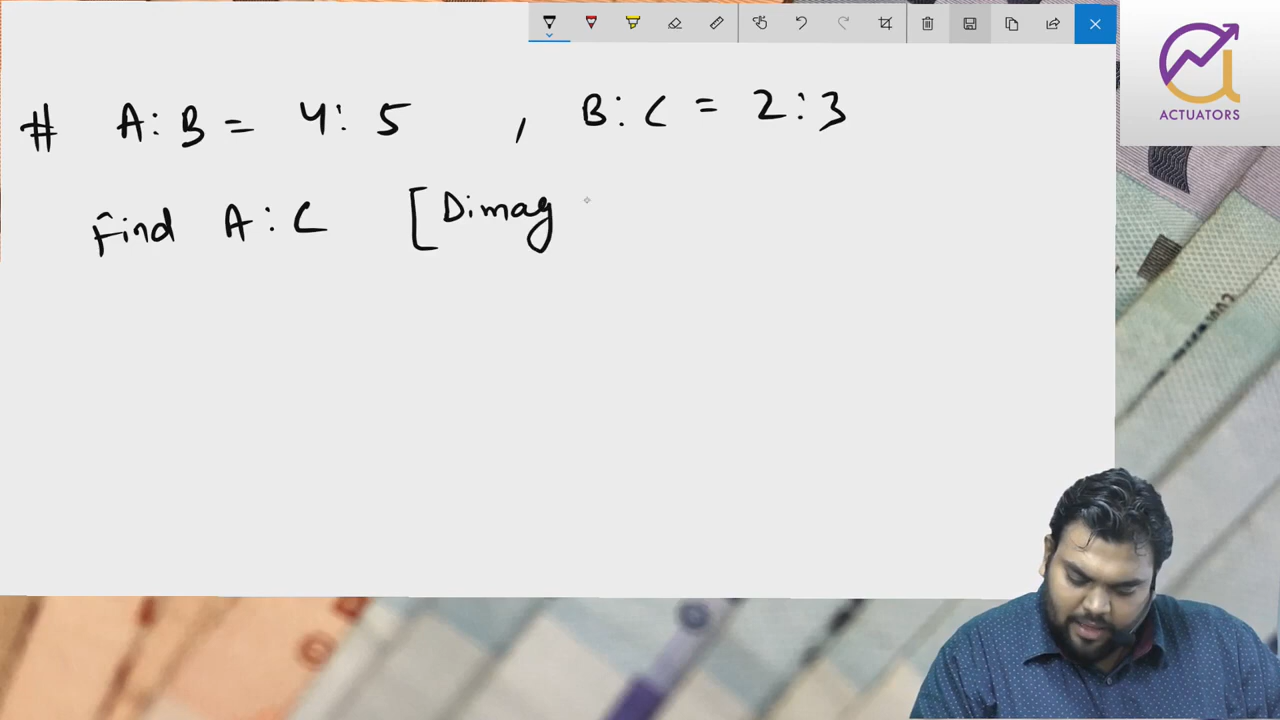 ACTUATORS
# A:B = 4:5 , B:C = 2:3
Find A:C [Dimag